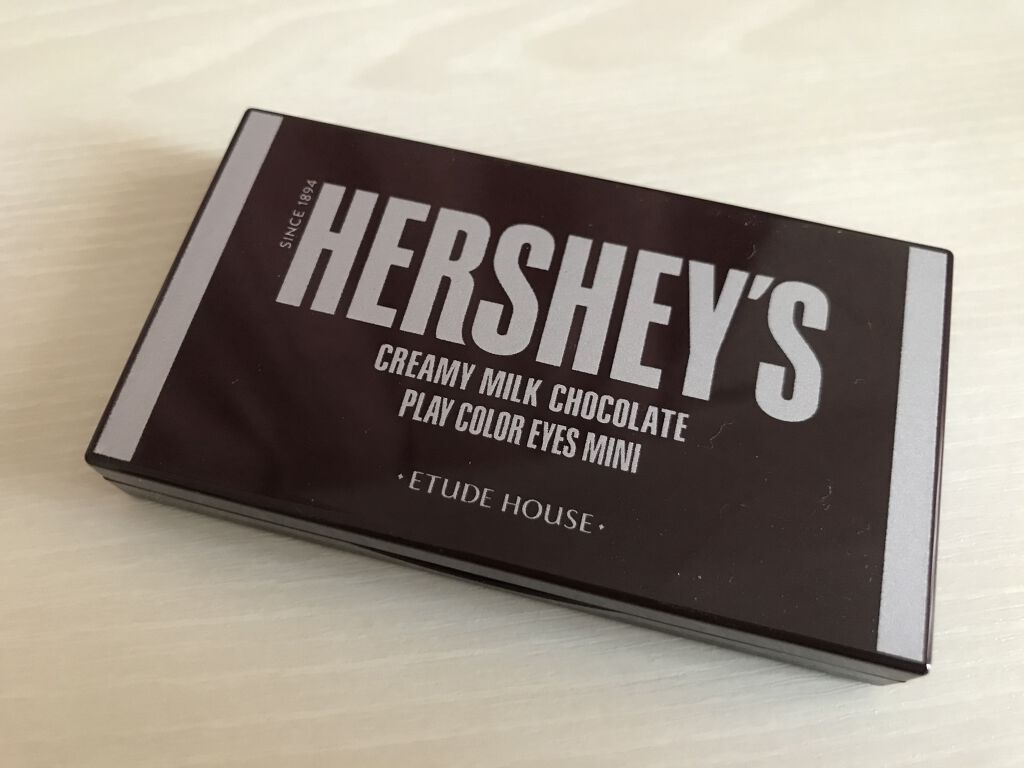 SINCE 1894
HERSHEY'S
CREAMY MILK CHOCOLATE
PLAY COLOR EYES MINI
•ETUDE HOUSE•